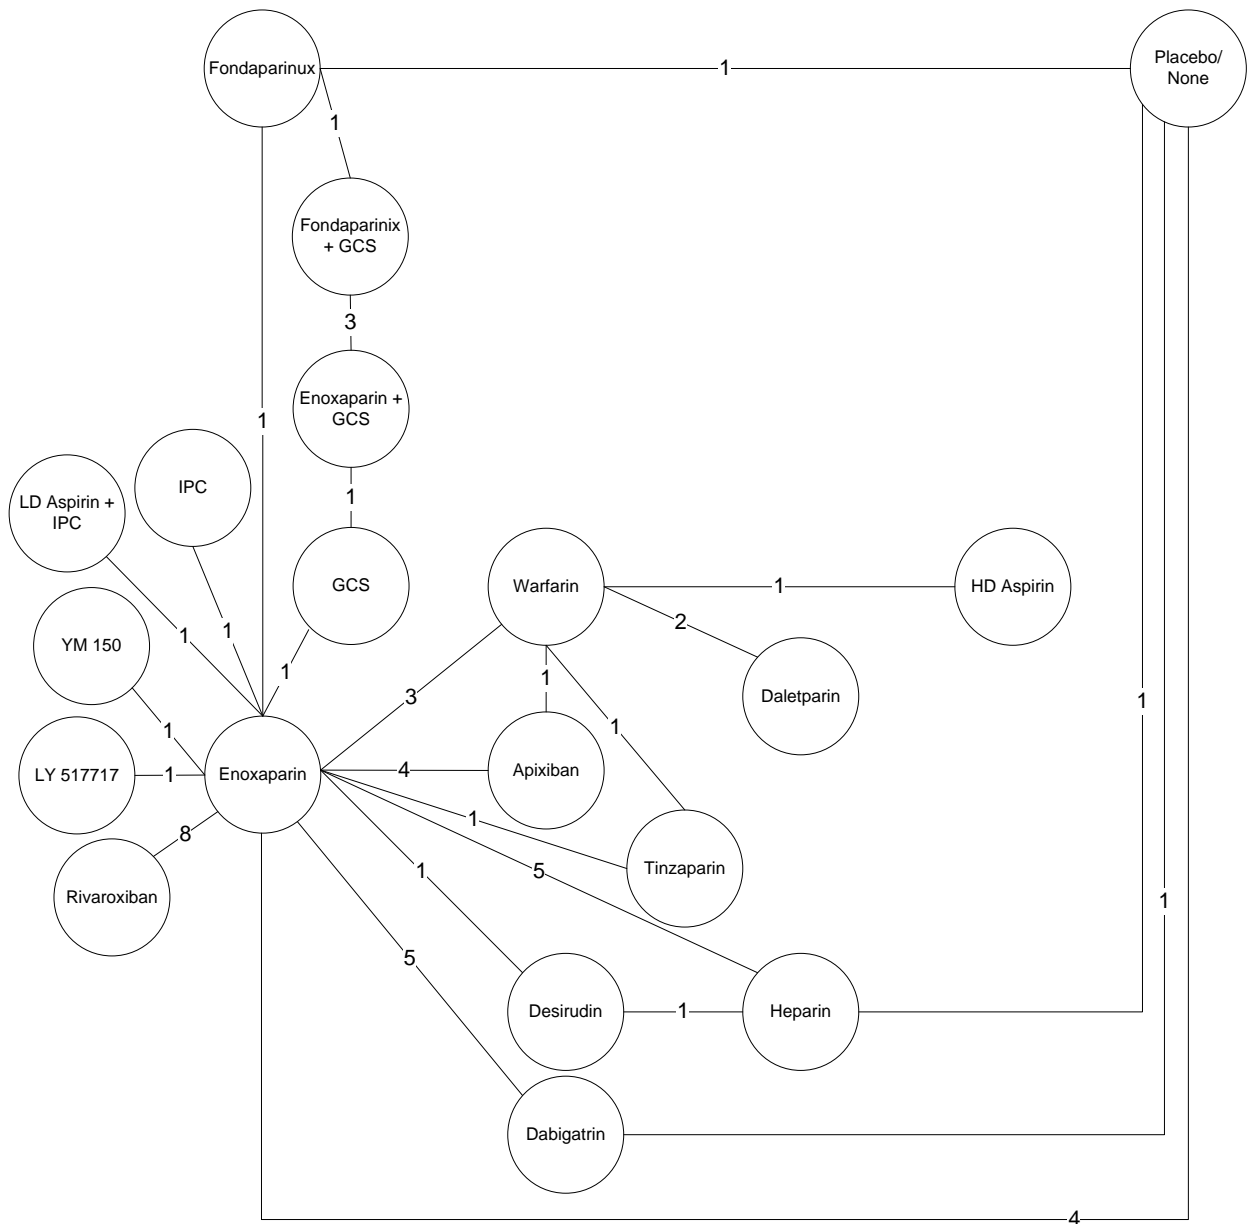 Fondaparinux
1
Placebo/
None
1
Fondaparinix
+ GCS
3
Enoxaparin +
GCS
1
1
IPC
LD Aspirin +
IPC
GCS
Warfarin
1
HD Aspirin
2
1
1
YM 150
1
1
3
Daletparin
1
1
1
Apixiban
4
Enoxaparin
LY 517717
1
1
8
Tinzaparin
5
1
Rivaroxiban
1
5
Desirudin
1
Heparin
Dabigatrin
4